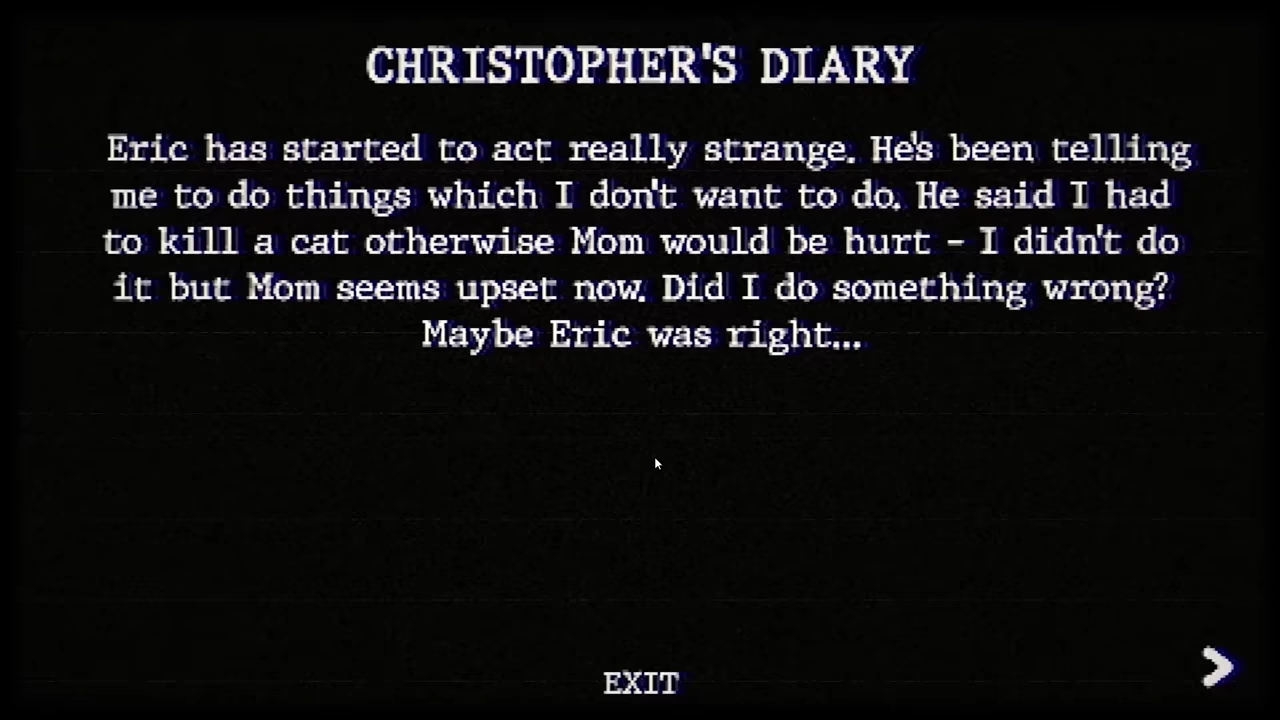 CHRISTOPHER'S DIARY
Eric has started to act really strange. He's been telling
me to do things which I don't want to do. He said I had
to kill a cat otherwise Mom would be hurt - I didn't do
it but Mom seems upset now. Did I do something wrong?
Maybe Eric was right...
EXIT